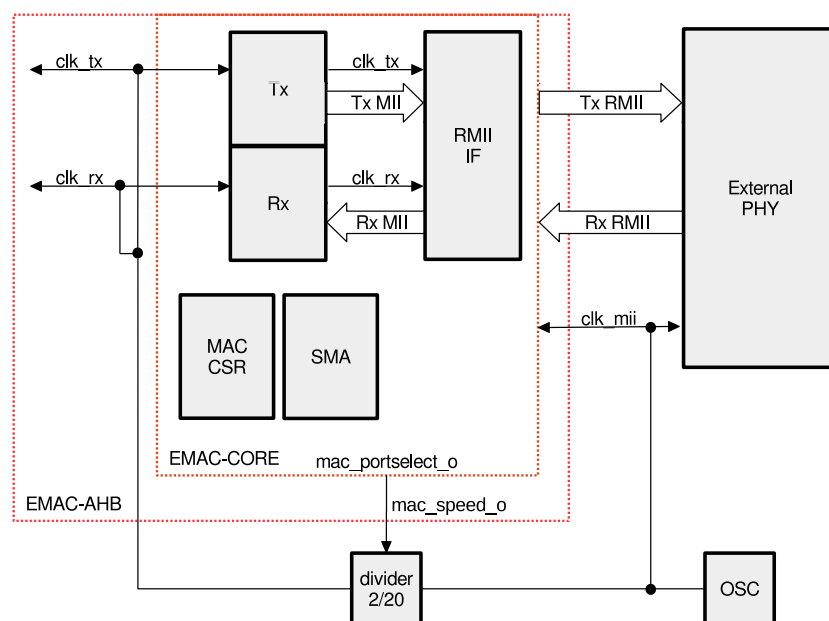 clk_tx
Tx
clk_tx
Tx MII
RMII
IF
Tx RMII
External
PHY
clk_rx
Rx
clk_rx
Rx MII
Rx RMII
clk_mii
MAC
CSR
SMA
EMAC-CORE
mac_portselect_o
EMAC-AHB
mac_speed_o
divider
2/20
OSC